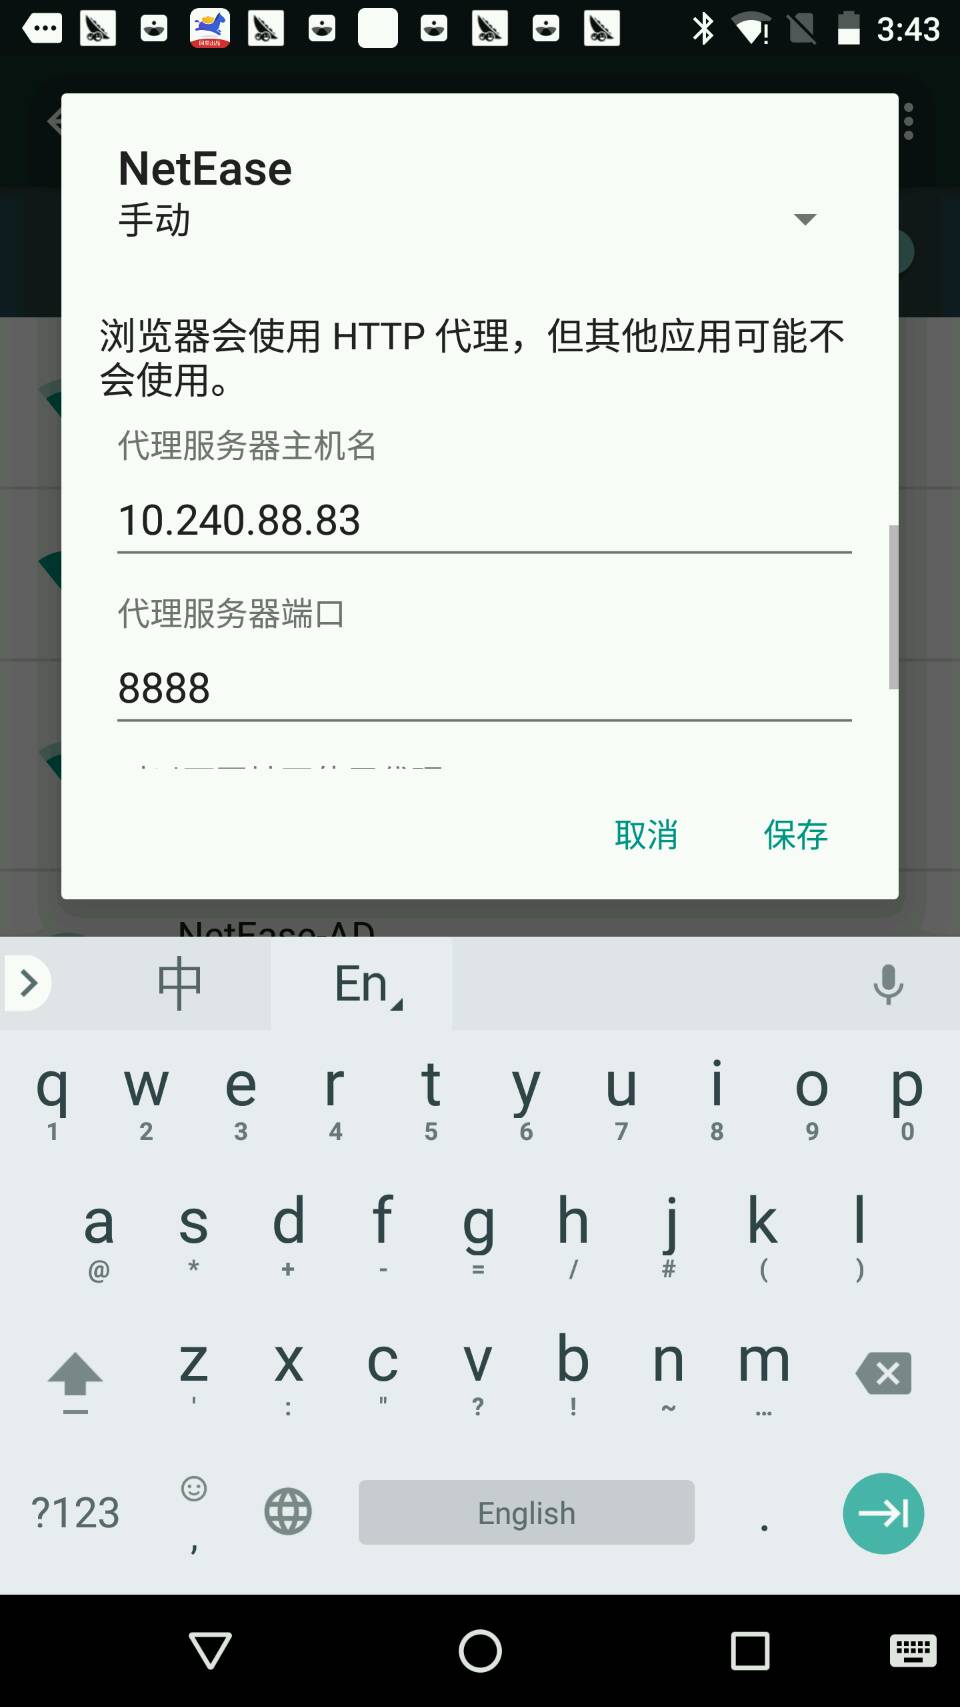 3:43
NetEase
手动
浏览器会使用 HTTP 代理，但其他应用可能不
会使用。
代理服务器主机名
10.240.88.83
代理服务器端口
8888
取消 保存
NetEase-AD
中 En
q w e r t y u i o p
1 2 3 4 5 6 7 8 9 0
a s d f g h j k l
@ * + - = / # ( )
z x c v b n m
' : " ? ! ~ …
?123 , English .